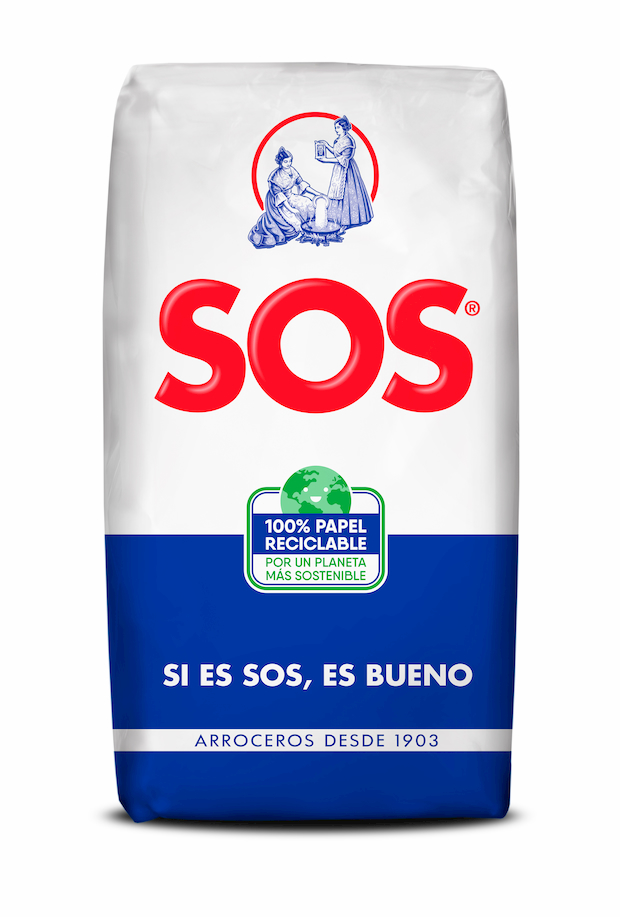 SOS®
100% PAPEL
RECICLABLE
POR UN PLANETA
MÁS SOSTENIBLE
SI ES SOS, ES BUENO
ARROCEROS DESDE 1903